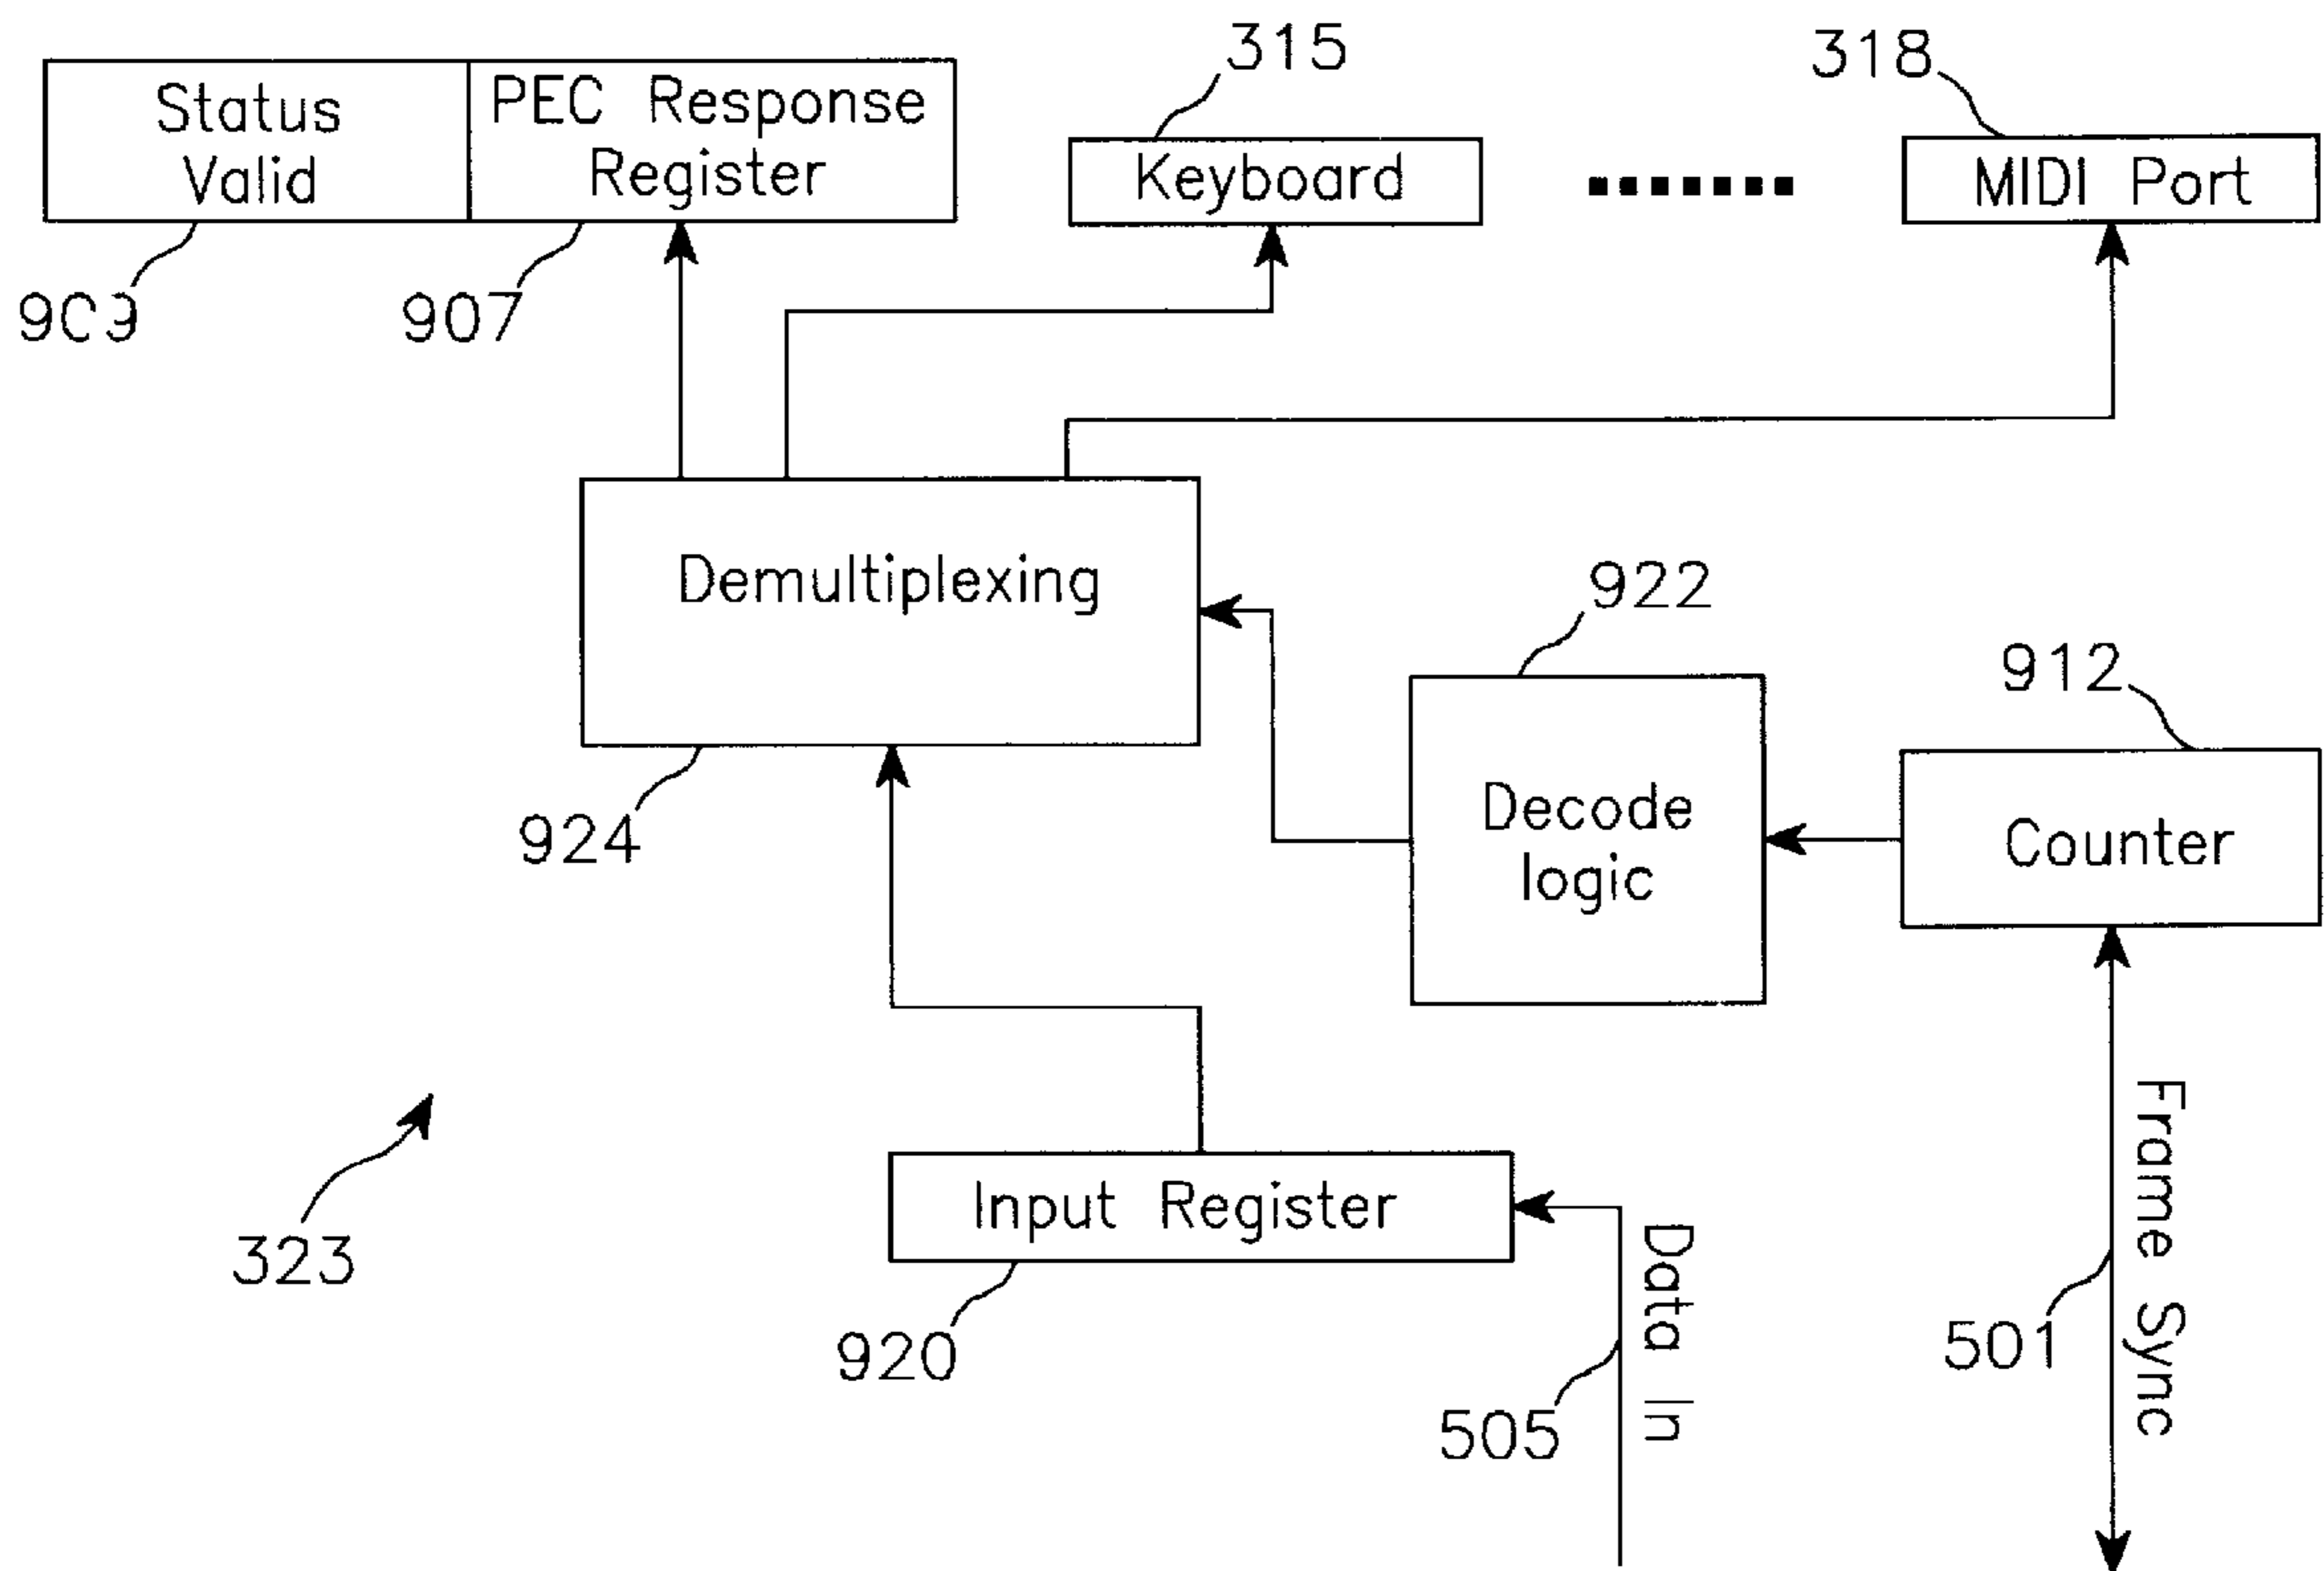 315
318
Status
Valid
PEC Response
Register
Keyboard
MIDI Port
909
907
Demultiplexing
922
912
924
Decode
logic
Counter
Input Register
323
920
Data In
505
Frame Sync
501